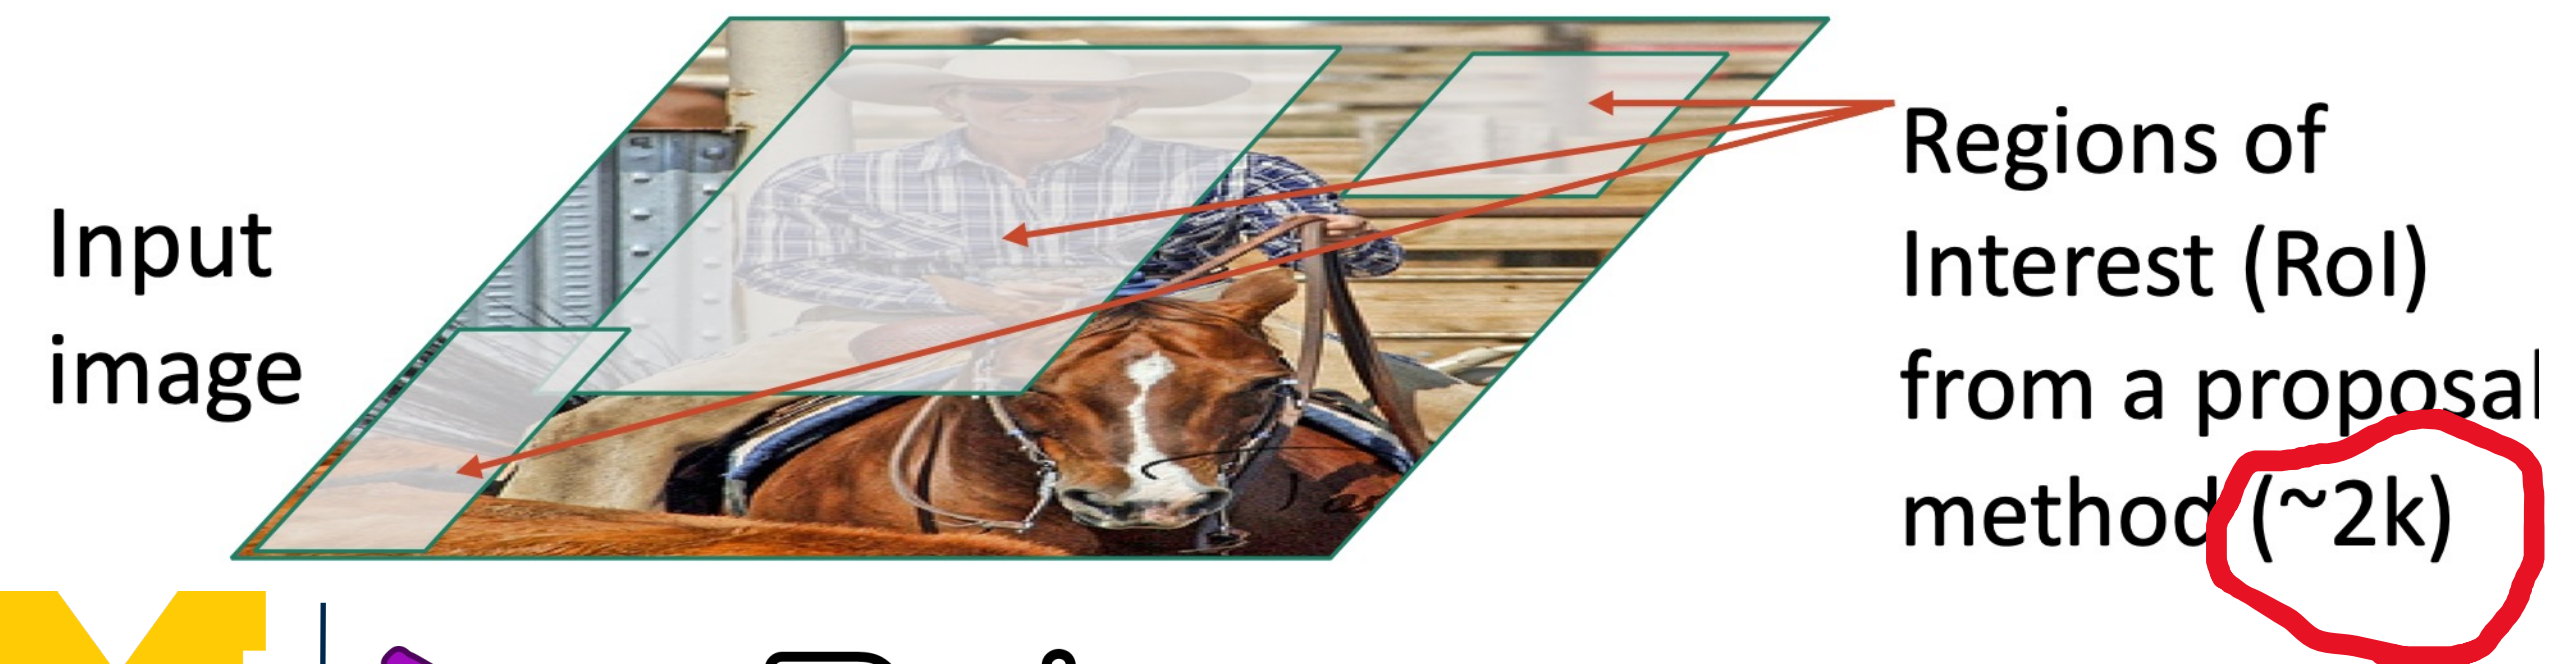 Input
image
Regions of
Interest (RoI)
from a proposal
method (~2k)